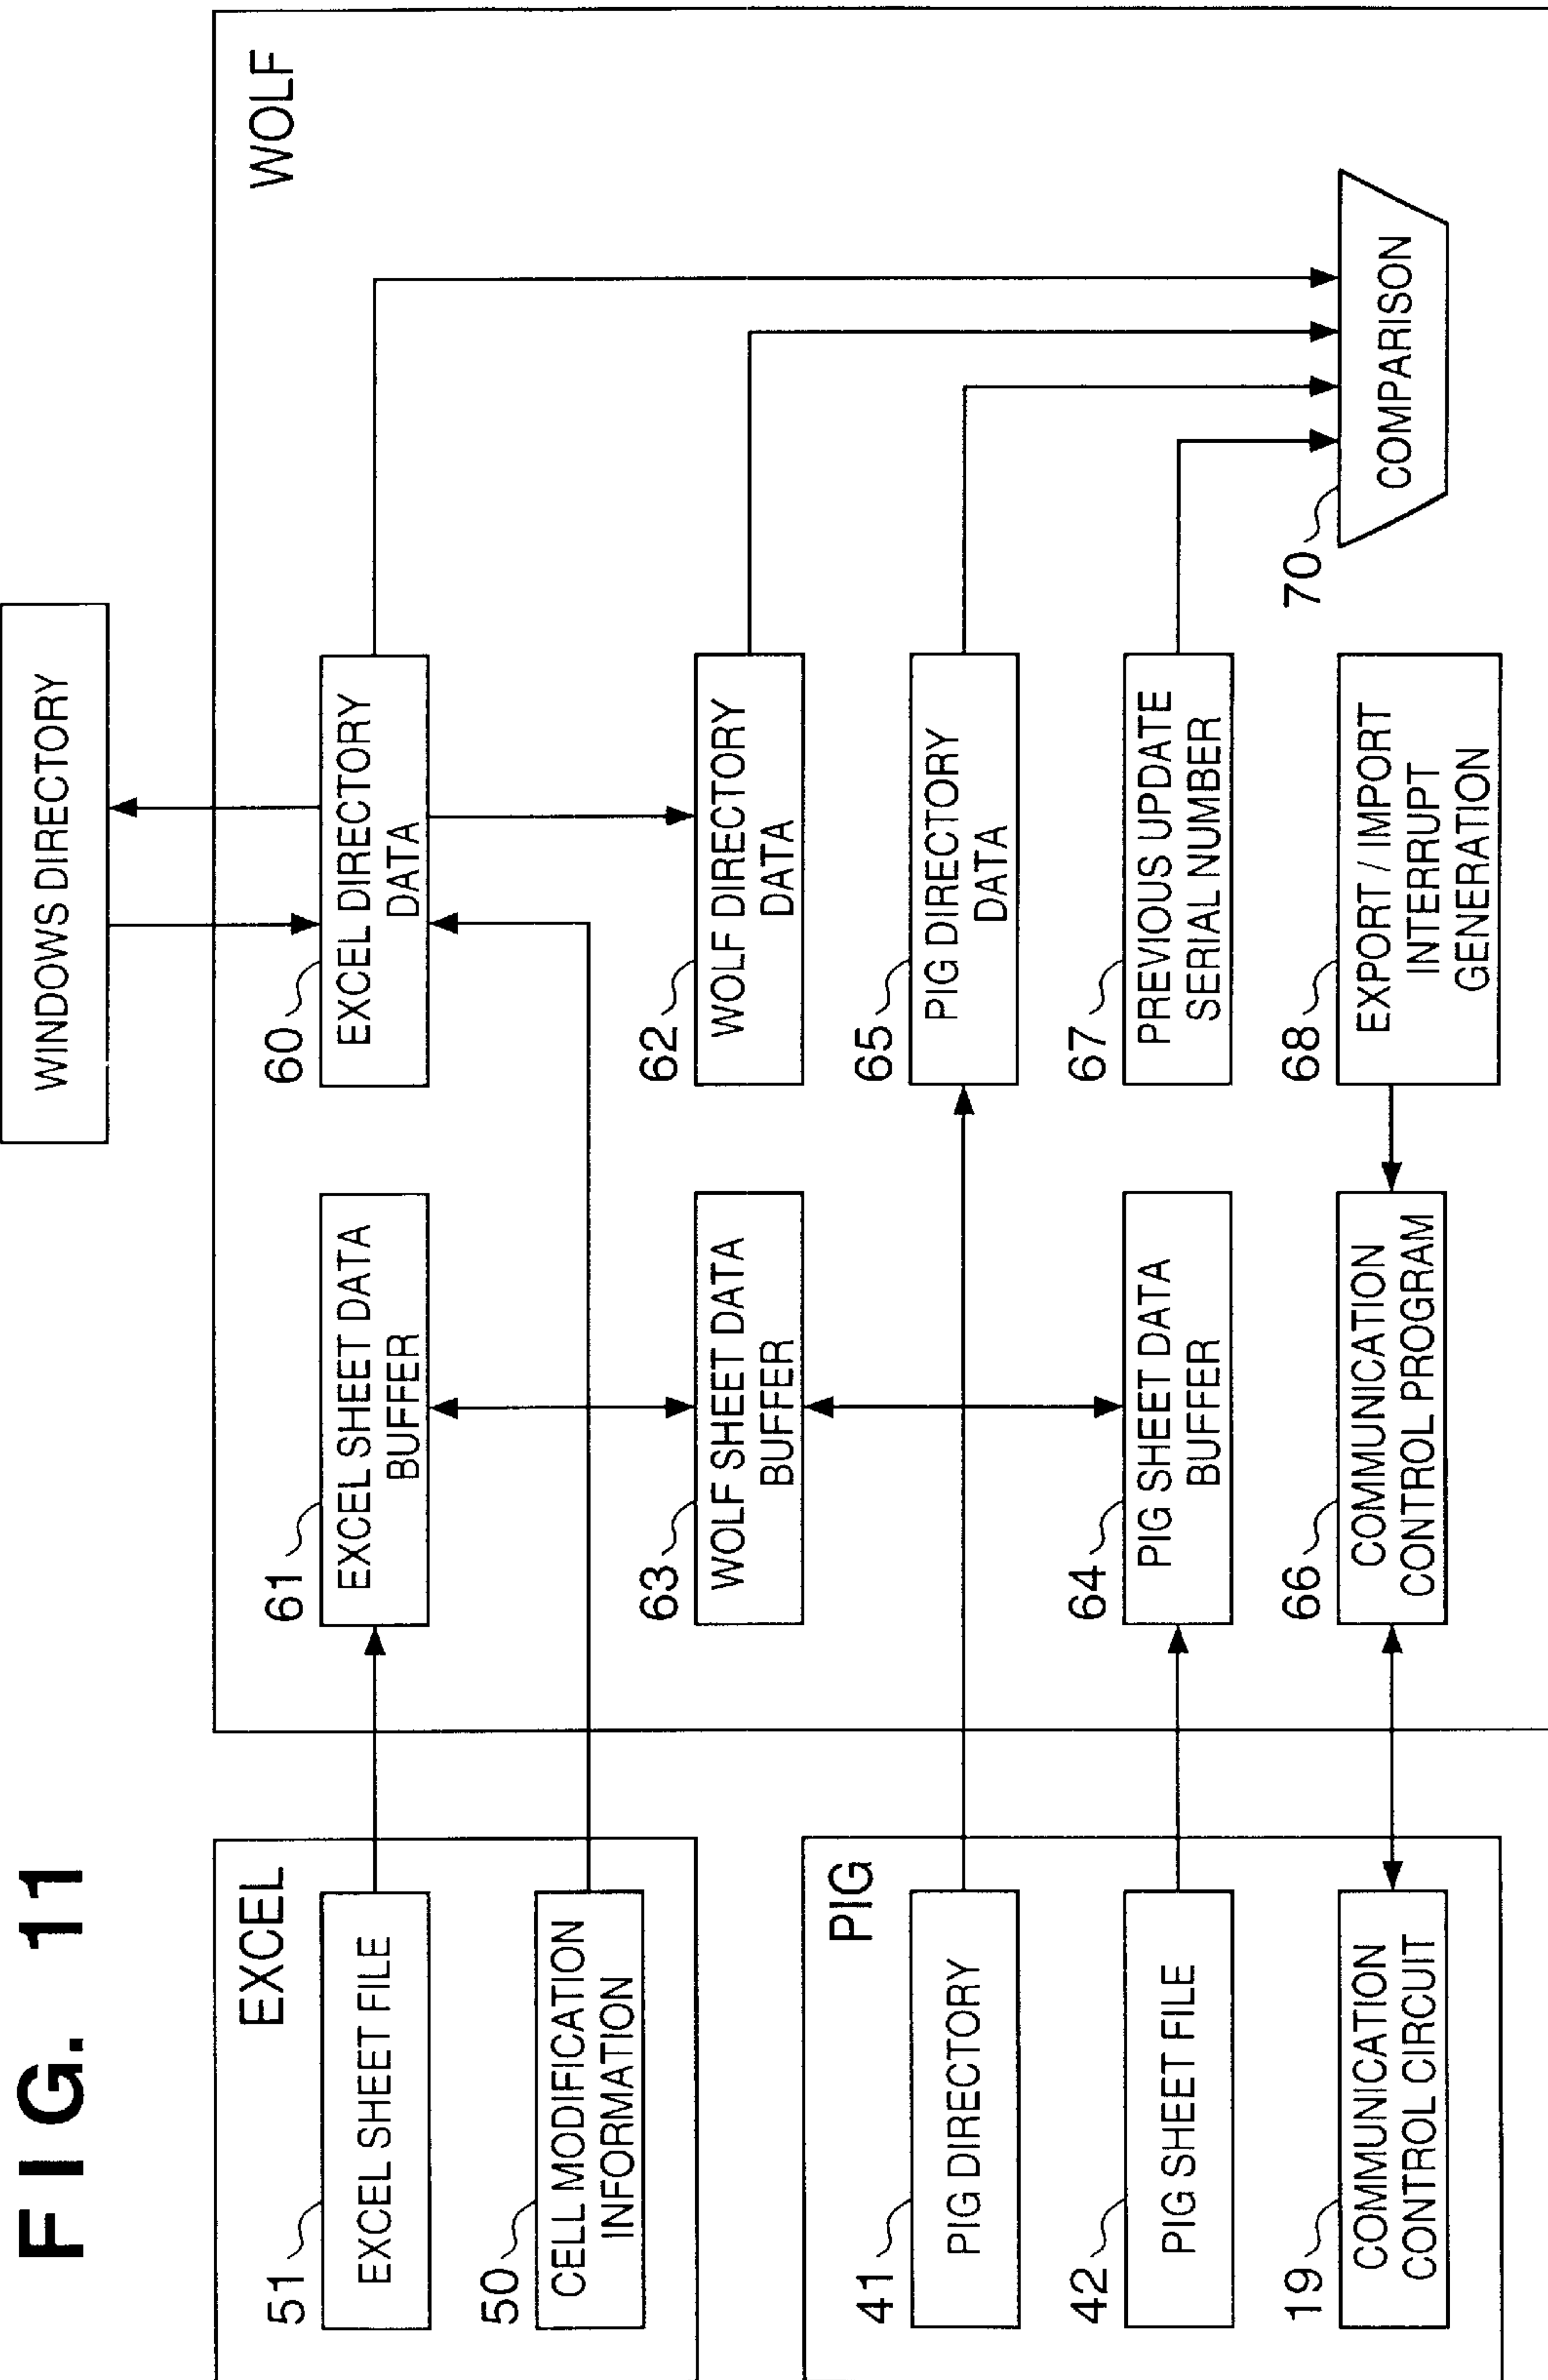 FIG. 11
WINDOWS DIRECTORY
EXCEL
51
EXCEL SHEET FILE
50
CELL MODIFICATION
INFORMATION
PIG
41
PIG DIRECTORY
42
PIG SHEET FILE
19
COMMUNICATION
CONTROL CIRCUIT
WOLF
61
EXCEL SHEET DATA
BUFFER
60
EXCEL DIRECTORY
DATA
63
WOLF SHEET DATA
BUFFER
62
WOLF DIRECTORY
DATA
65
PIG DIRECTORY
DATA
64
PIG SHEET DATA
BUFFER
67
PREVIOUS UPDATE
SERIAL NUMBER
66
COMMUNICATION
CONTROL PROGRAM
68
EXPORT / IMPORT
INTERRUPT
GENERATION
70
COMPARISON